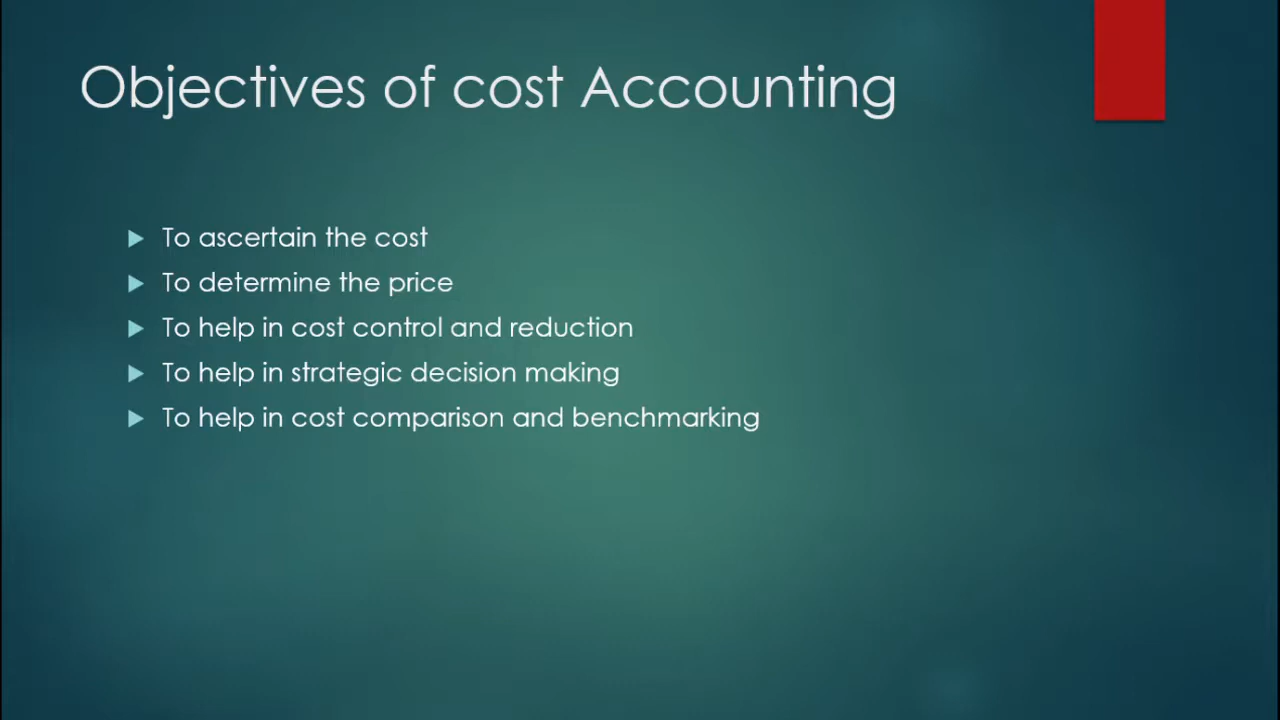 Objectives of cost Accounting
To ascertain the cost
To determine the price
To help in cost control and reduction
To help in strategic decision making
To help in cost comparison and benchmarking